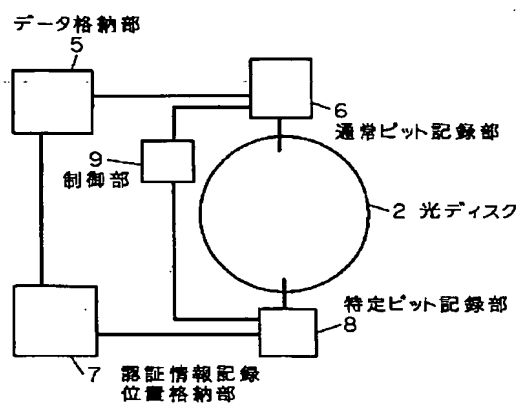 データ格納部
5
6
通常ピット記録部
9
制御部
2 光ディスク
特定ピット記録部
8
7 認証情報記録
位置格納部